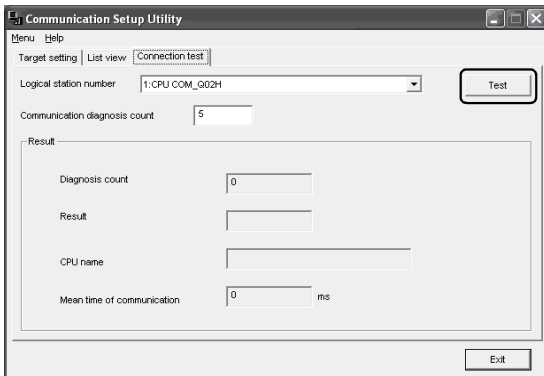 Communication Setup Utility
Menu Help
Target setting List view Connection test
Logical station number 1:CPU COM_Q02H Test
Communication diagnosis count 5
Result
Diagnosis count 0
Result
CPU name
Mean time of communication 0 ms
Exit